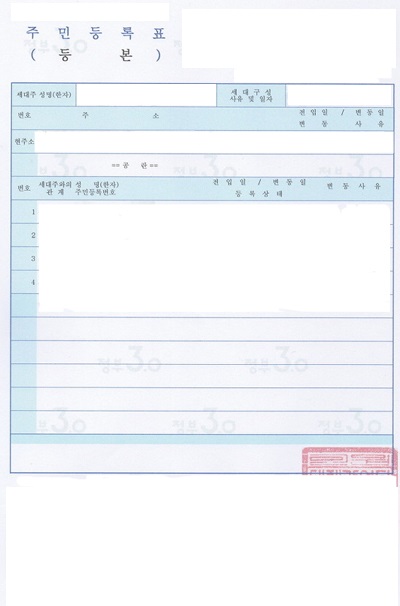 주 민 등 록 표
( 등 본 )
세대주 성명(한자)
세 대 구 성
사유 및 일자
번호 주 소 전 입 일 / 변 동 일
변 동 사 유
현주소
== 공 란 ==
번호 세대주와의 관 계 성 명(한자) 주민등록번호 전 입 일 / 변 동 일 등 록 상 태 변 동 사 유
1
2
3
4
정부3.0
정부3.0
정부3.0
정부3.0
정부3.0